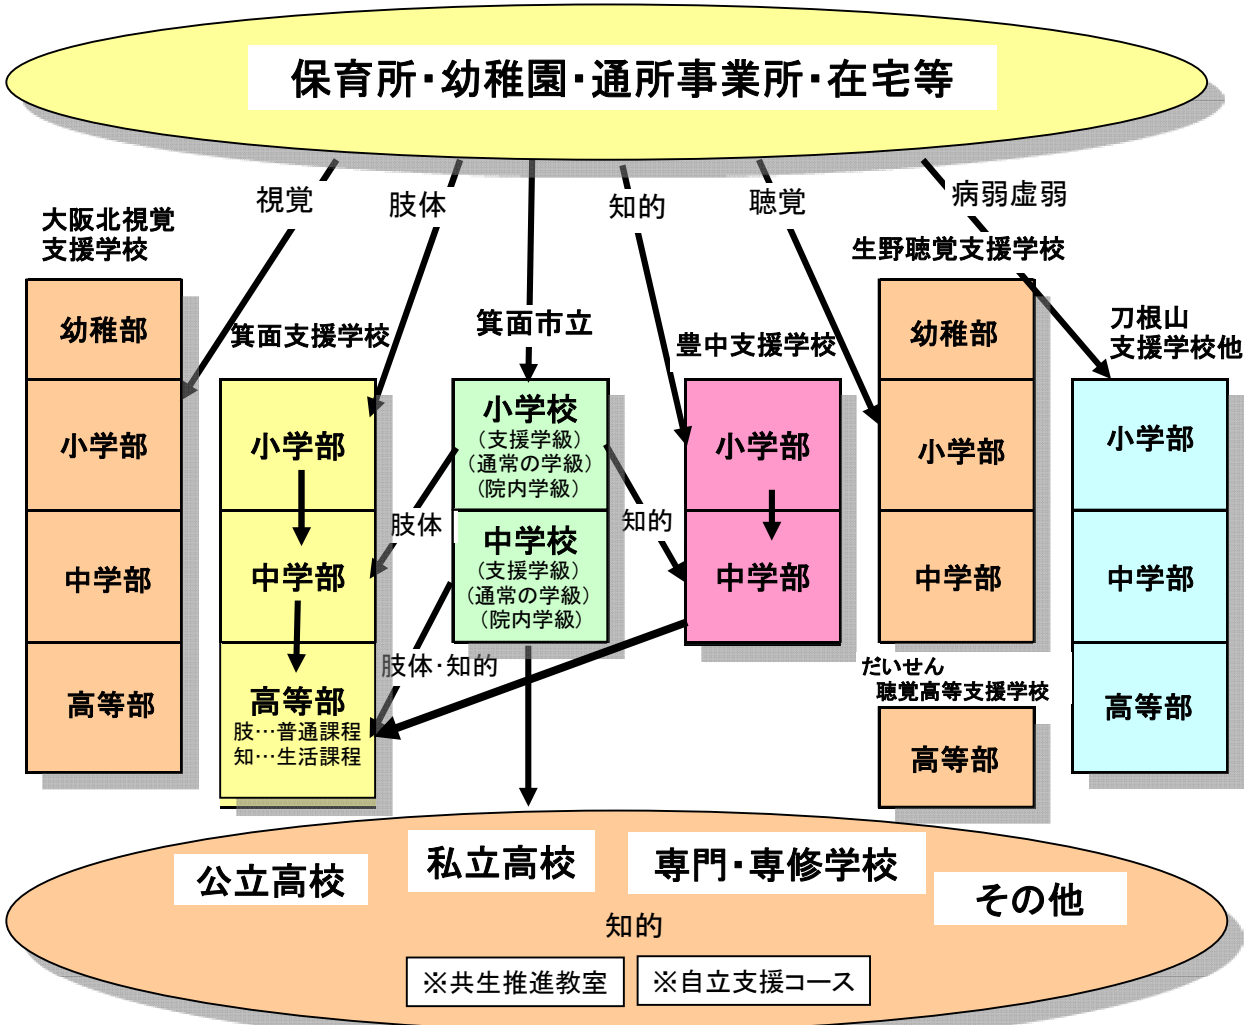 保育所・幼稚園・通所事業所・在宅等
視覚
肢体
知的
聴覚
病弱虚弱
大阪北視覚
支援学校
幼稚部
小学部
中学部
高等部
箕面支援学校
小学部
中学部
高等部
肢…普通課程
知…生活課程
箕面市立
小学校
（支援学級）
（通常の学級）
（院内学級）
中学校
（支援学級）
（通常の学級）
（院内学級）
肢体
知的
肢体・知的
豊中支援学校
小学部
中学部
生野聴覚支援学校
幼稚部
小学部
中学部
だいせん
聴覚高等支援学校
高等部
刀根山
支援学校他
小学部
中学部
高等部
公立高校
私立高校
専門・専修学校
その他
知的
※共生推進教室
※自立支援コース